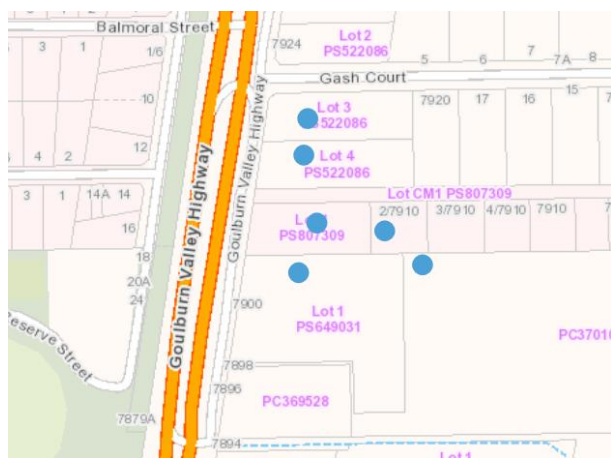 Balmoral Street
7924
Lot 2
PS522086
3
1
1/6
5
6
7
7A
8
Gash Court
10
Lot 3
PS522086
7920
17
16
15
4
2
12
Lot 4
PS522086
Lot CM1 PS807309
3
1
14A
14
16
PS807309
2/7910
3/7910
4/7910
7910
18
20A
24
Goulburn Valley Highway
Goulburn Valley Highway
7900
Lot 1
PS649031
Reserve Street
7898
7896
PC369528
7879A
7894
Lot 1